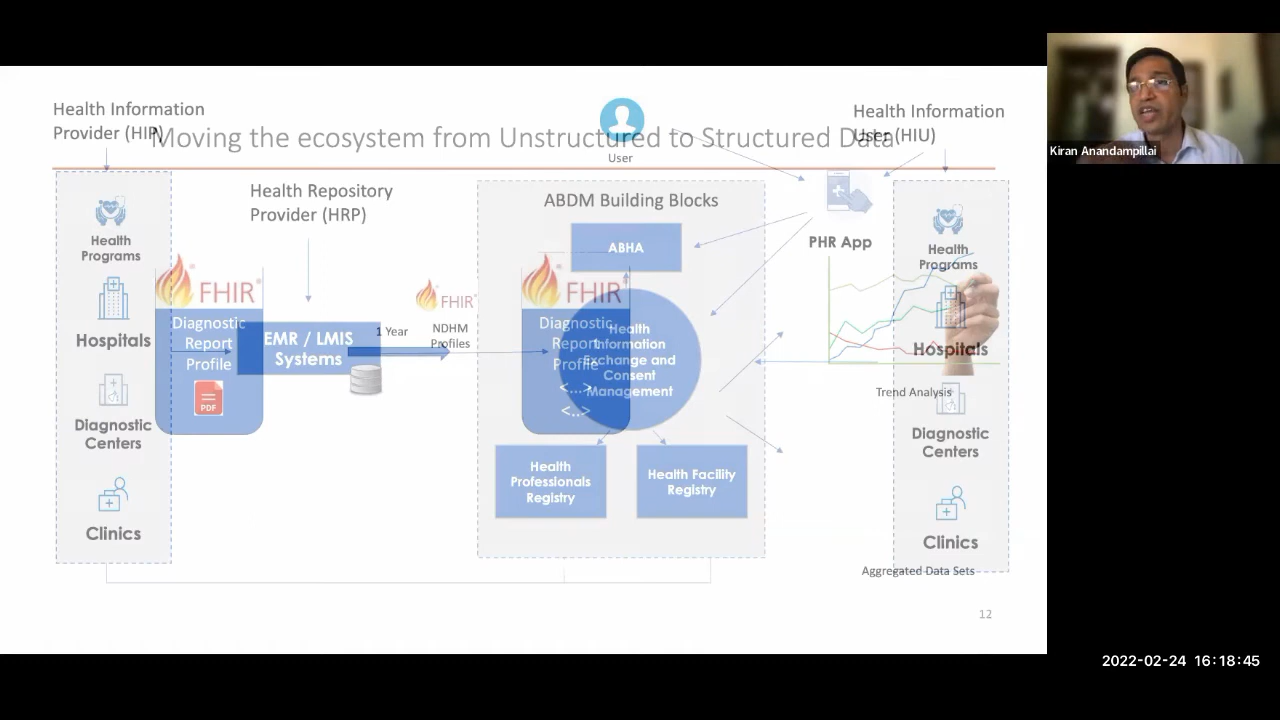 Health Information
Provider (HIP)
Moving the ecosystem from Unstructured to Structured Data
User
Health Information
User (HIU)
Kiran Anandampillai
Health Repository
Provider (HRP)
ABDM Building Blocks
ABHA
PHR App
Health
Programs
Hospitals
Diagnostic
Centers
Clinics
FHIR
Diagnostic
Report
Profile
PDF
EMR / LMIS
Systems
1 Year
FHIR
NDHM
Profiles
FHIR
Diagnostic
Report
Profile
<...>
<..>
Health
Information
Exchange and
Consent
Management
Health
Professionals
Registry
Health Facility
Registry
Health
Programs
Hospitals
Trend Analysis
Diagnostic
Centers
Clinics
Aggregated Data Sets
12
2022-02-24 16:18:45